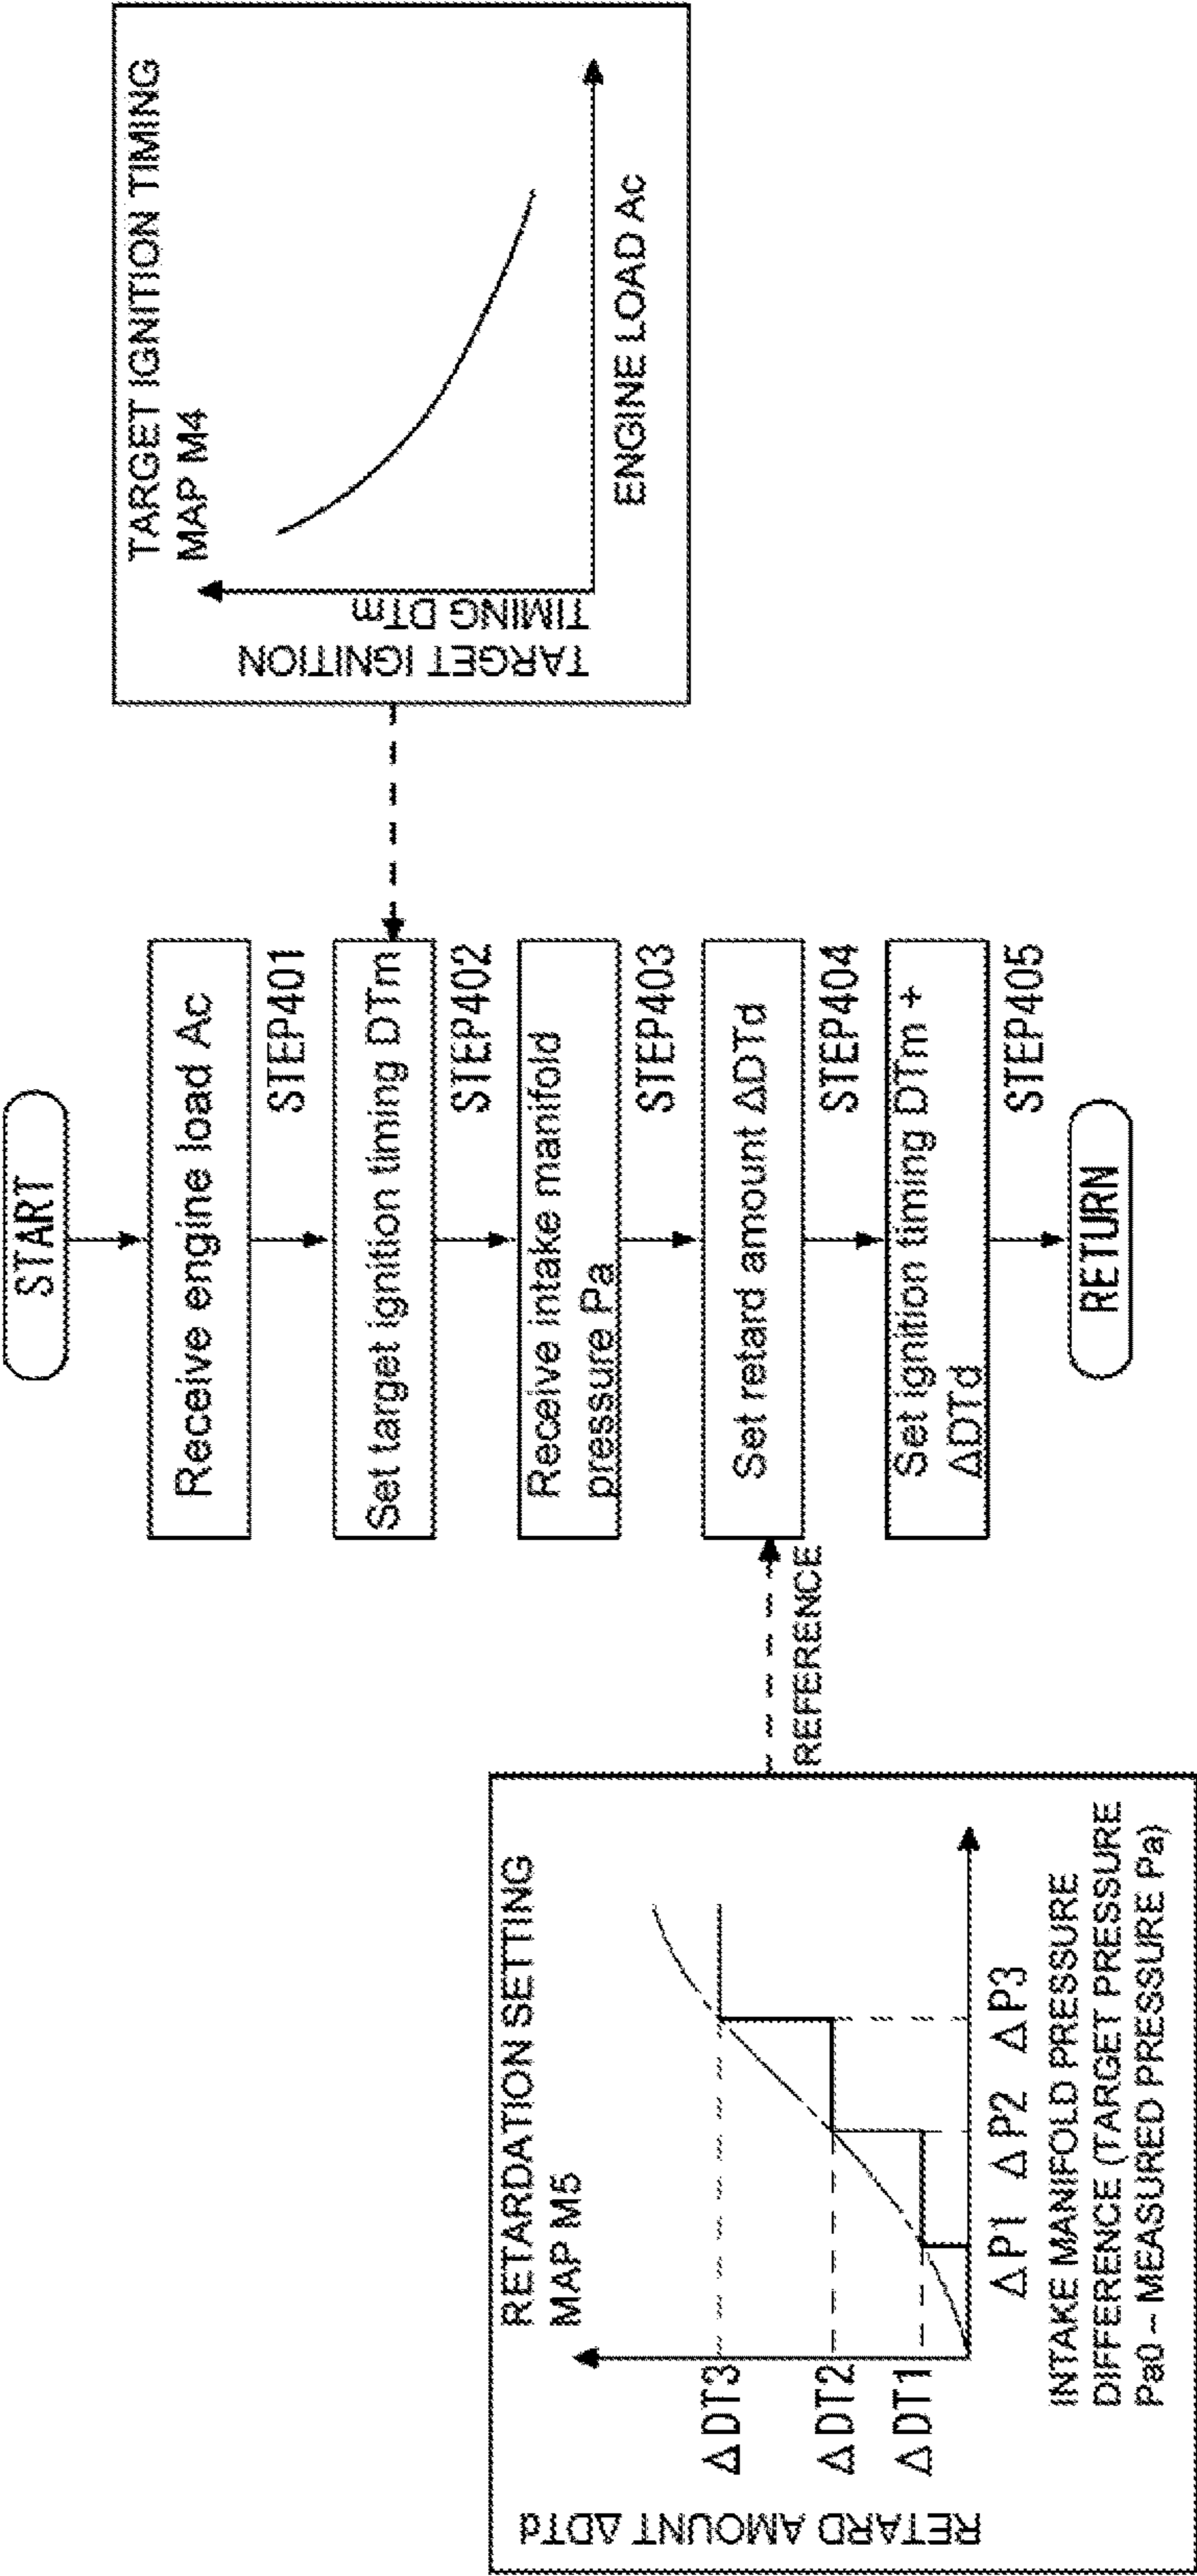 START
Receive engine load Ac
STEP401
Set target ignition timing DTm
STEP402
Receive intake manifold
pressure Pa
STEP403
Set retard amount ΔDTd
STEP404
Set ignition timing DTm +
ΔDTd
STEP405
RETURN
TARGET IGNITION TIMING
MAP M4
TARGET IGNITION
TIMING DTm
ENGINE LOAD Ac
REFERENCE
RETARDATION SETTING
MAP M5
RETARD AMOUNT ΔDTd
ΔDT3
ΔDT2
ΔDT1
ΔP1 ΔP2 ΔP3
INTAKE MANIFOLD PRESSURE
DIFFERENCE (TARGET PRESSURE
Pa0 – MEASURED PRESSURE Pa)